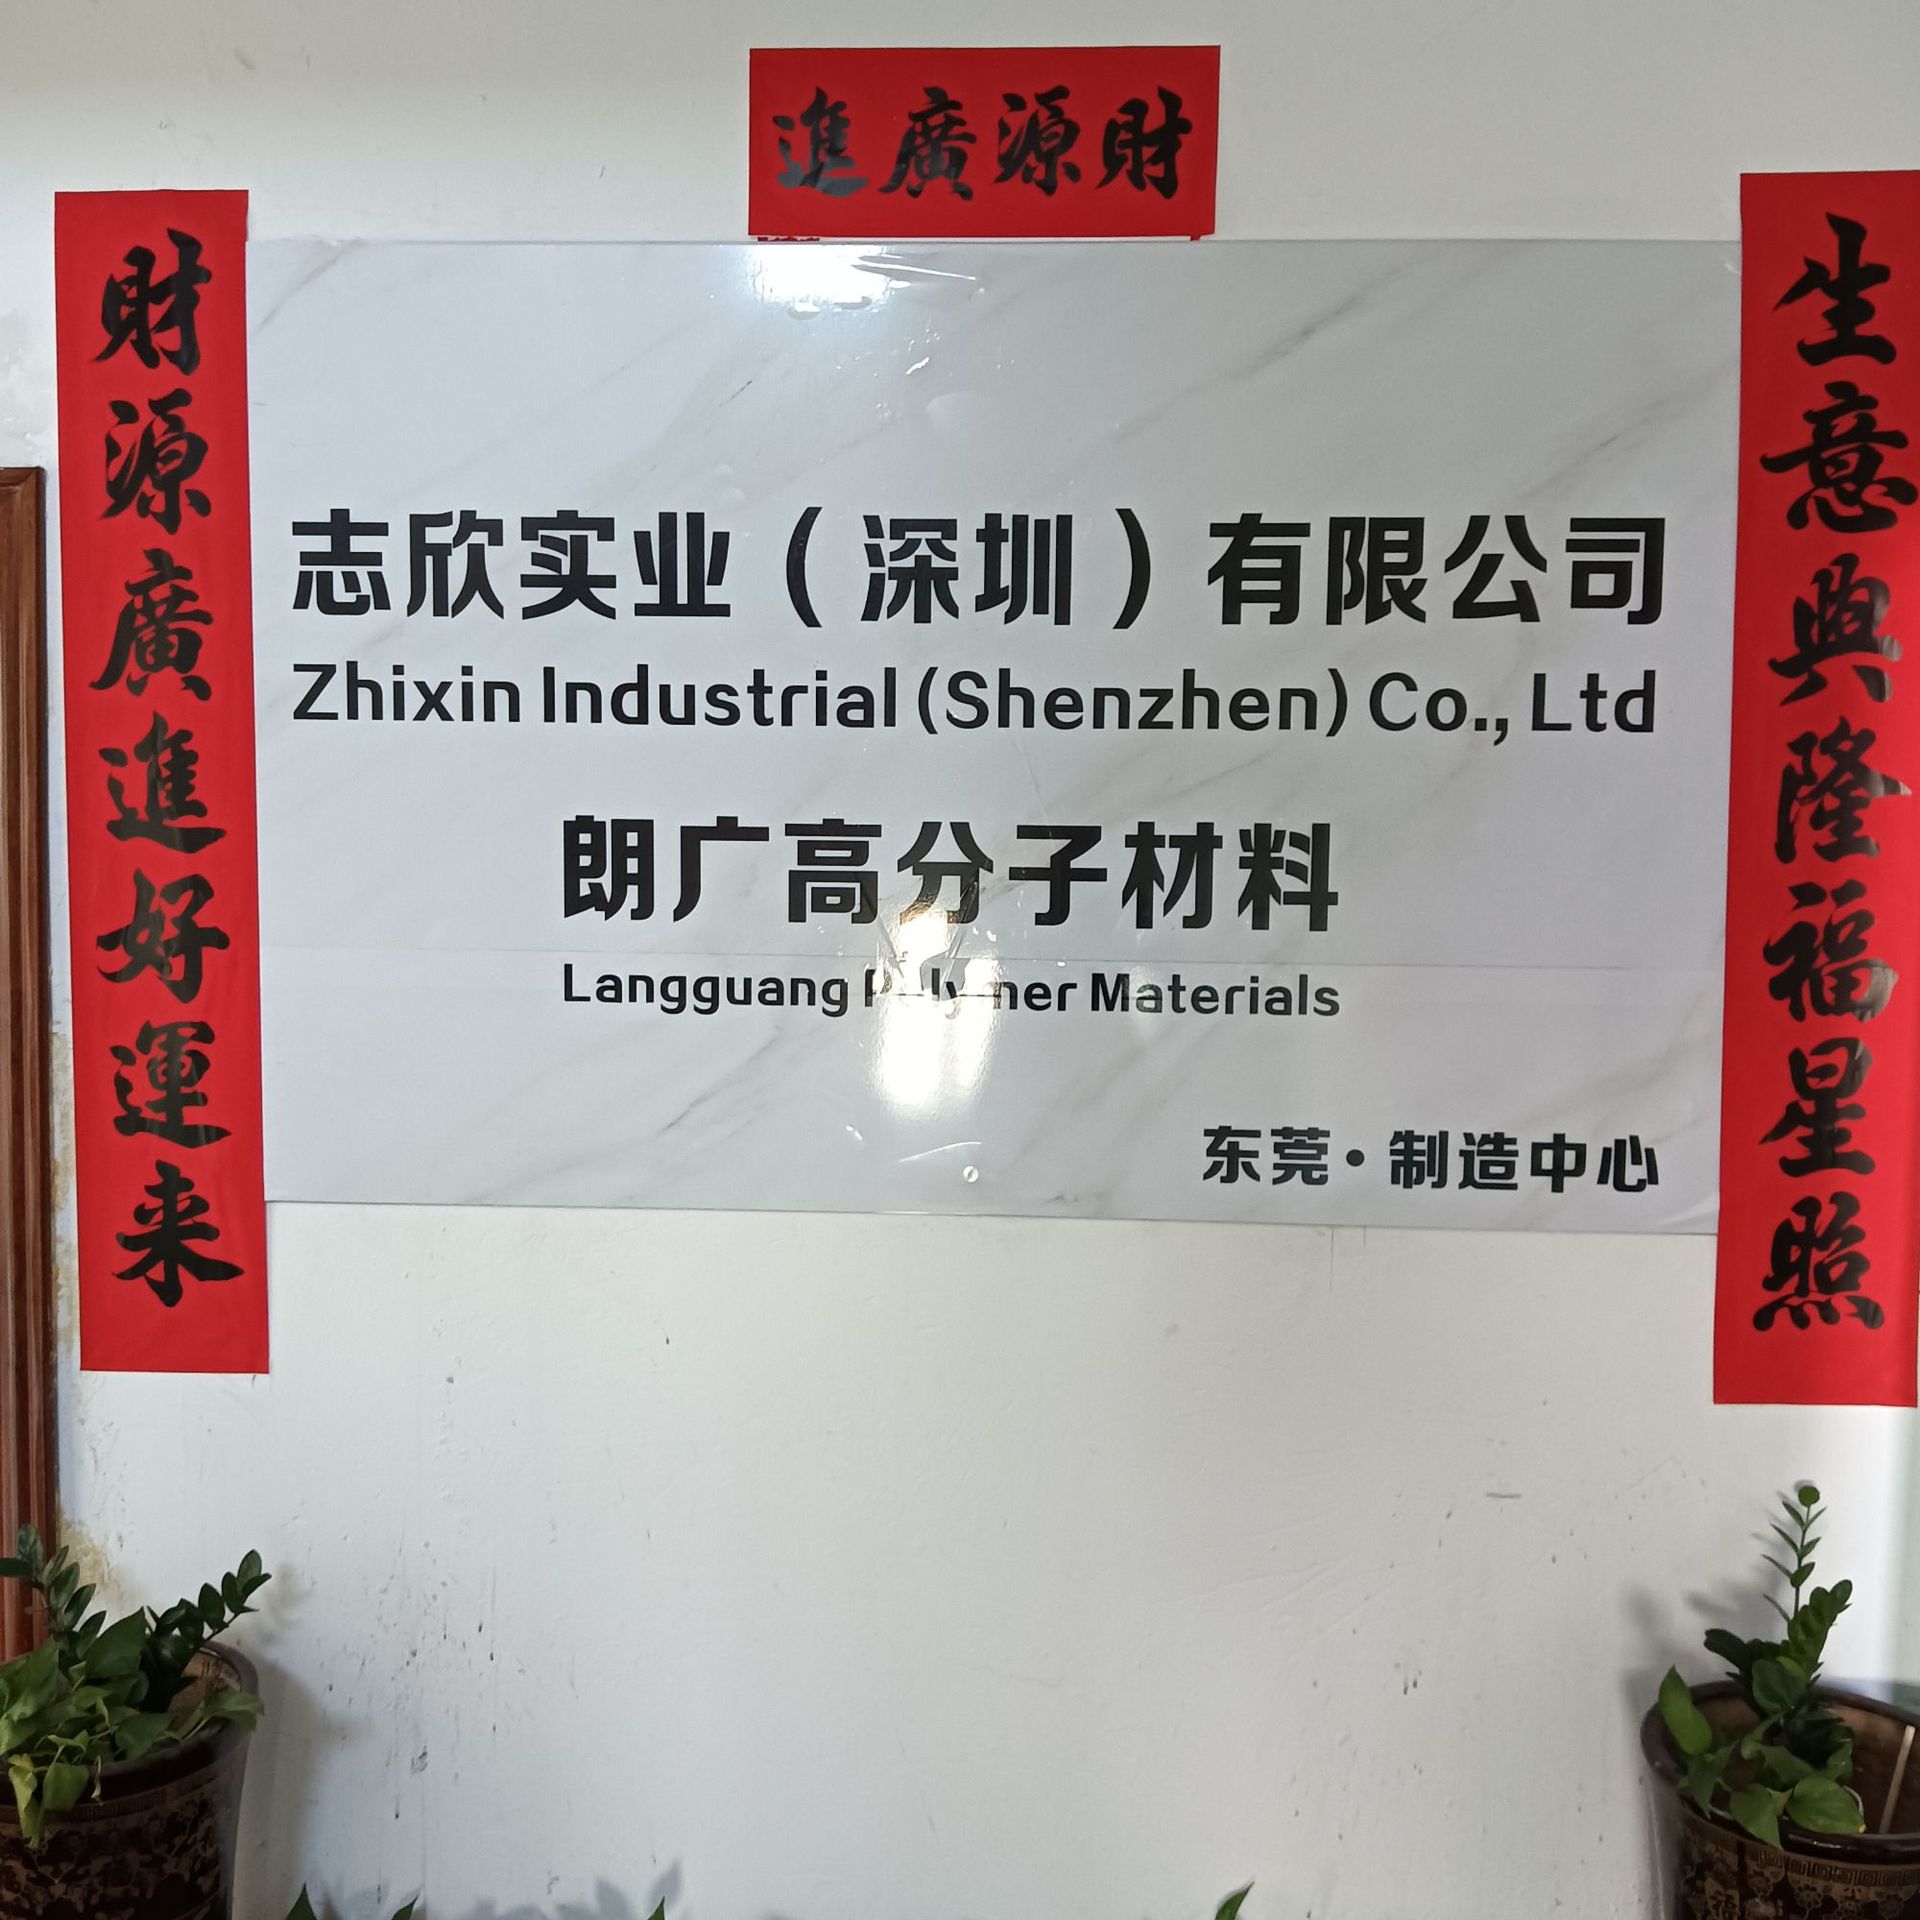 進廣源財
財源廣進好運来
生意興隆福星照
志欣实业（深圳）有限公司
Zhixin Industrial (Shenzhen) Co., Ltd
朗广高分子材料
Langguang Polymer Materials
东莞·制造中心